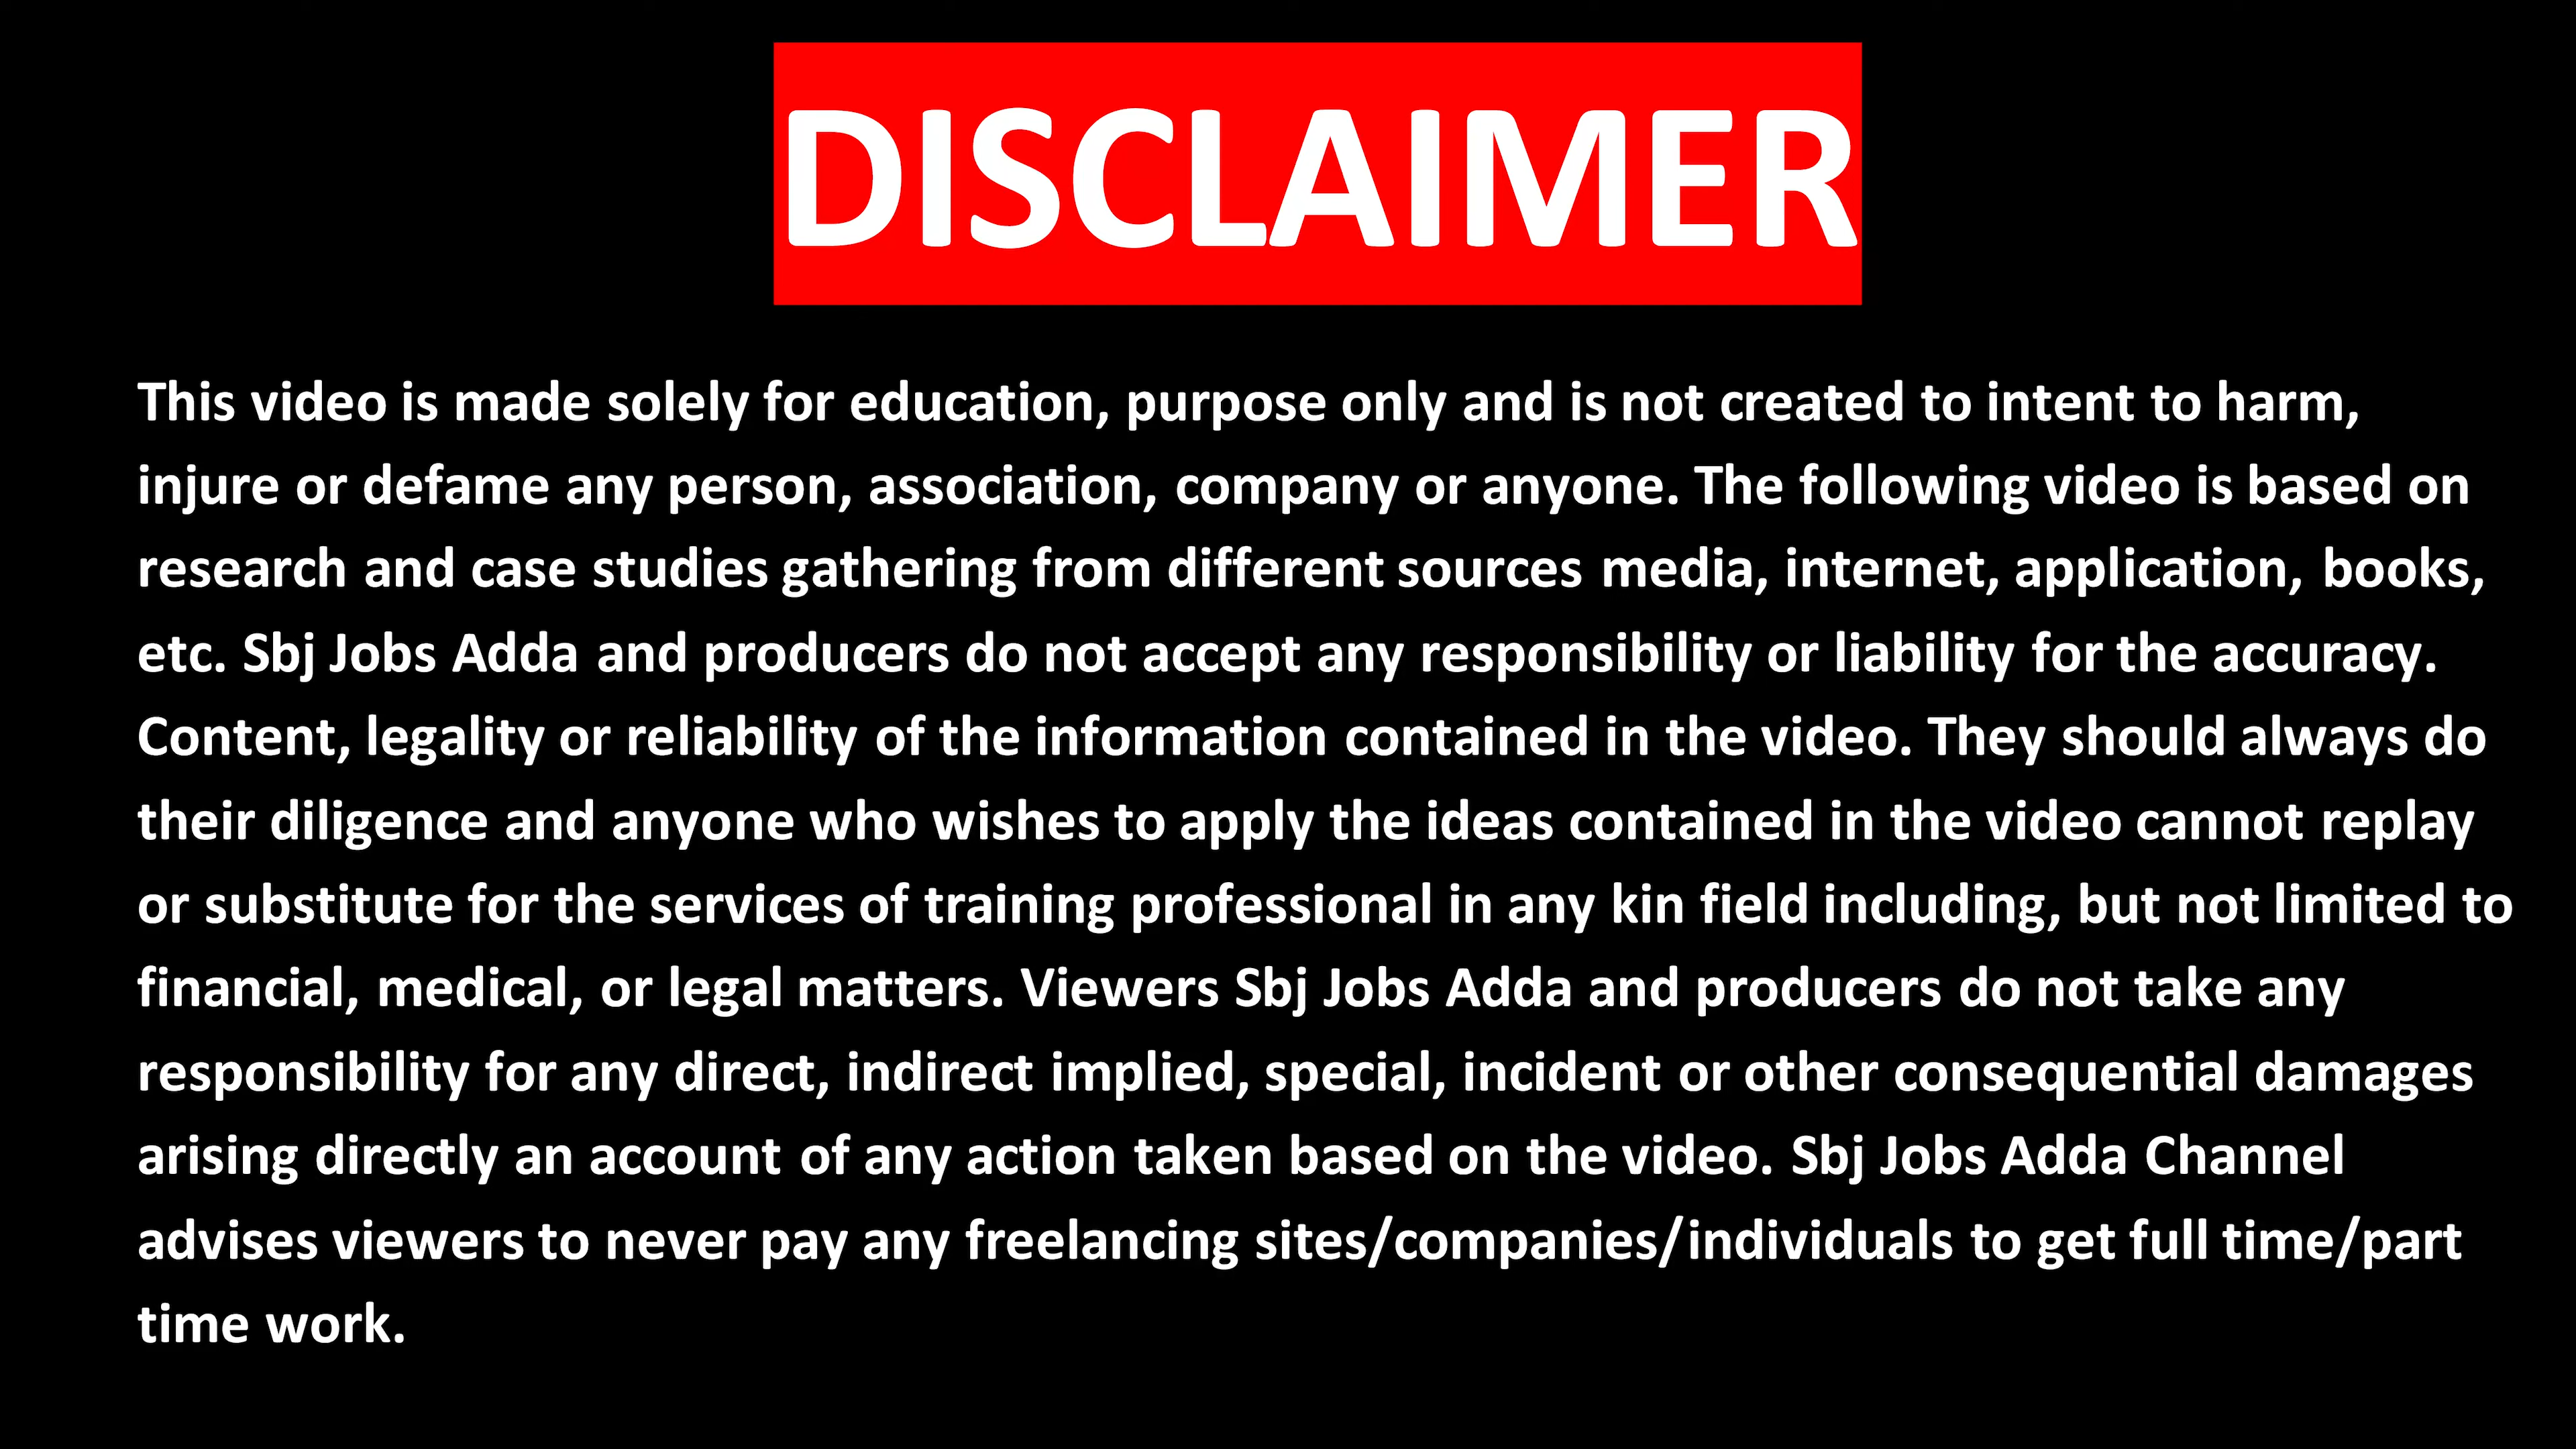 DISCLAIMER
This video is made solely for education, purpose only and is not created to intent to harm,
injure or defame any person, association, company or anyone. The following video is based on
research and case studies gathering from different sources media, internet, application, books,
etc. Sbj Jobs Adda and producers do not accept any responsibility or liability for the accuracy.
Content, legality or reliability of the information contained in the video. They should always do
their diligence and anyone who wishes to apply the ideas contained in the video cannot replay
or substitute for the services of training professional in any kin field including, but not limited to
financial, medical, or legal matters. Viewers Sbj Jobs Adda and producers do not take any
responsibility for any direct, indirect implied, special, incident or other consequential damages
arising directly an account of any action taken based on the video. Sbj Jobs Adda Channel
advises viewers to never pay any freelancing sites/companies/individuals to get full time/part
time work.